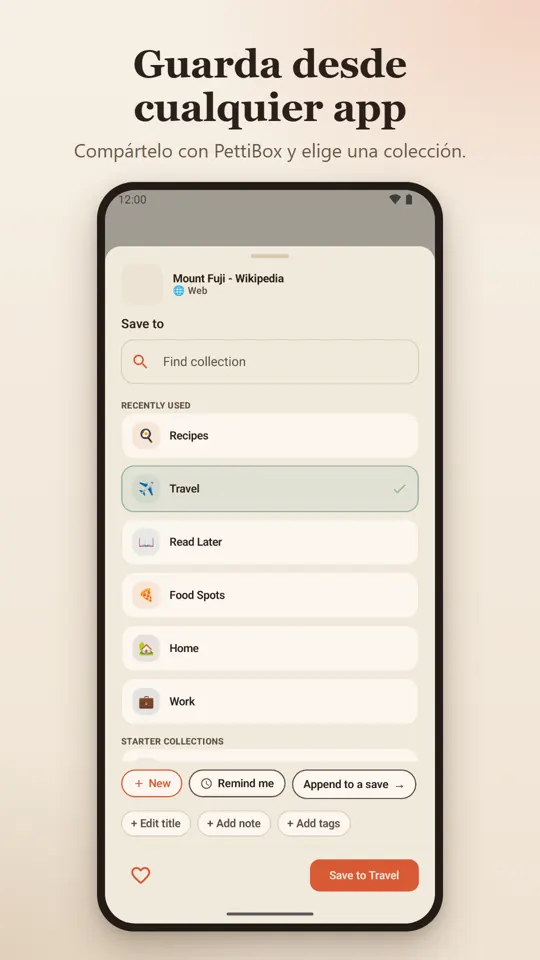 Guarda desde
cualquier app
Compártelo con PettiBox y elige una colección.
12:00
Mount Fuji - Wikipedia
🌐 Web
Save to
Find collection
RECENTLY USED
Recipes
Travel
Read Later
Food Spots
Home
Work
STARTER COLLECTIONS
+ New
Remind me
Append to a save →
+ Edit title
+ Add note
+ Add tags
Save to Travel